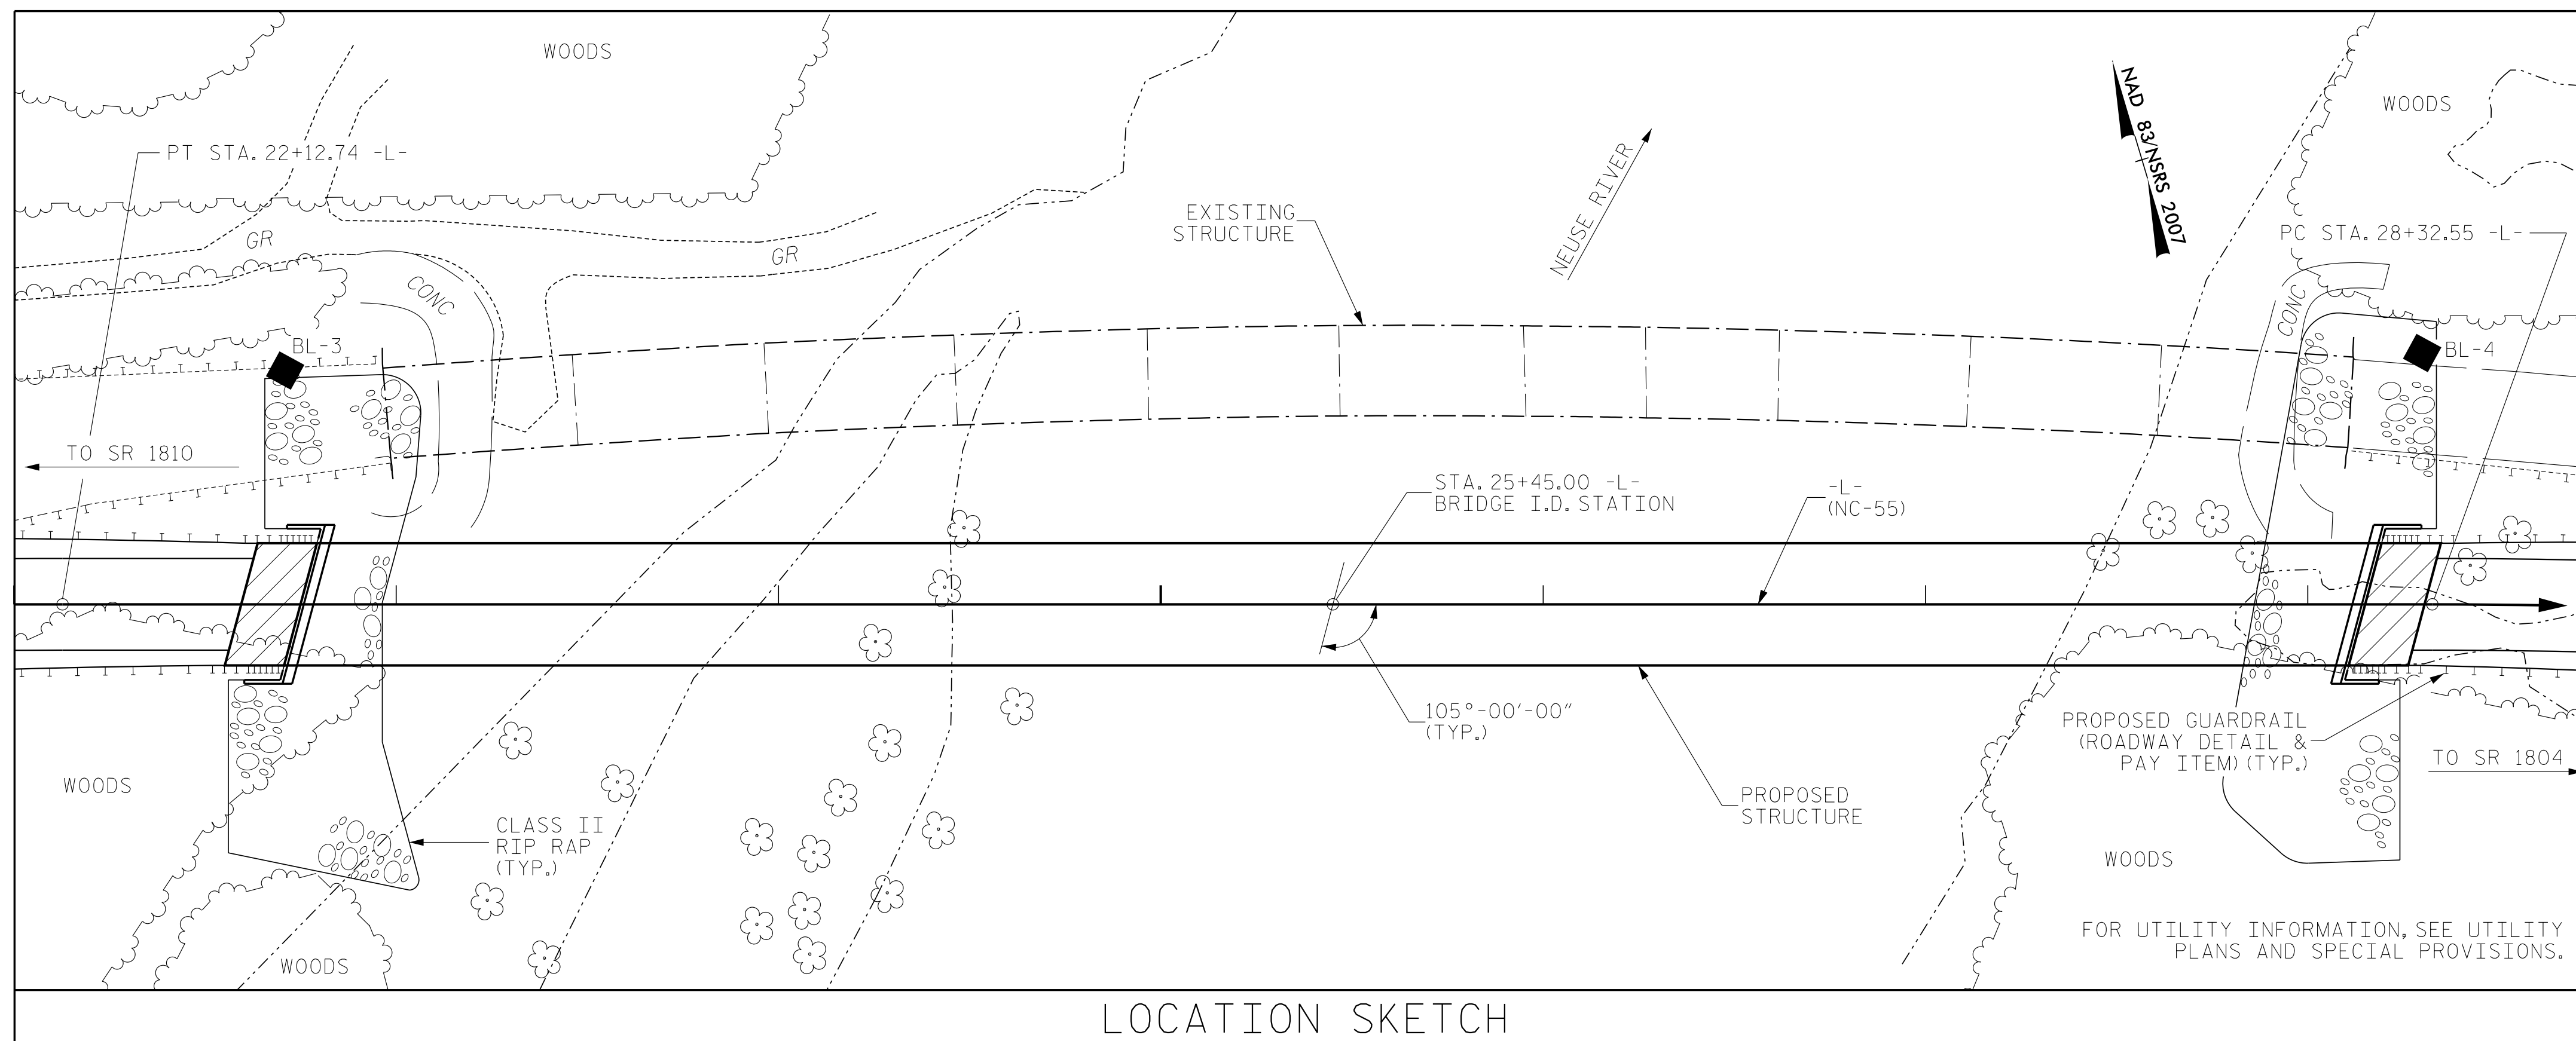 WOODS
WOODS
NAD 83/NSRS 2007
PT STA. 22+12.74 -L-
NEUSE RIVER
EXISTING
STRUCTURE
PC STA. 28+32.55 -L-
GR
GR
CONC
CONC
BL-3
BL-4
TO SR 1810
STA. 25+45.00 -L-
BRIDGE I.D. STATION
-L-
(NC-55)
105°-00'-00"
(TYP.)
PROPOSED GUARDRAIL
(ROADWAY DETAIL &
PAY ITEM) (TYP.)
TO SR 1804
WOODS
PROPOSED
STRUCTURE
CLASS II
RIP RAP
(TYP.)
WOODS
WOODS
FOR UTILITY INFORMATION, SEE UTILITY
PLANS AND SPECIAL PROVISIONS.
LOCATION SKETCH